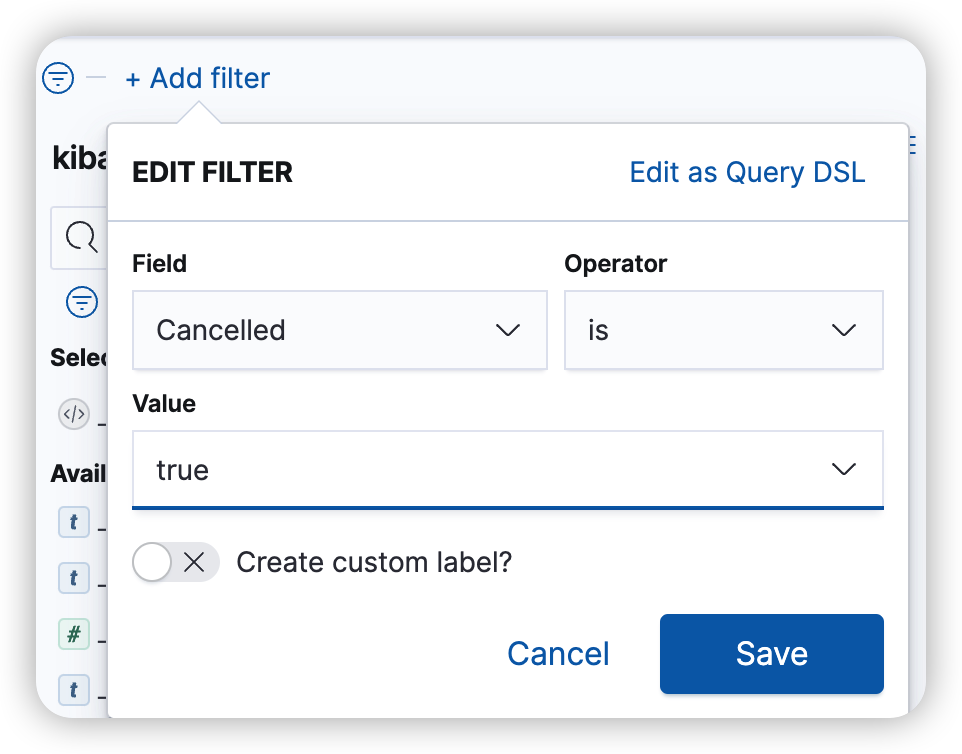 + Add filter
kiba
EDIT FILTER Edit as Query DSL
Field Operator
Cancelled is
Selec
Value
</> _
true
Avail
t _
Create custom label?
t _
# _
Cancel Save
t _